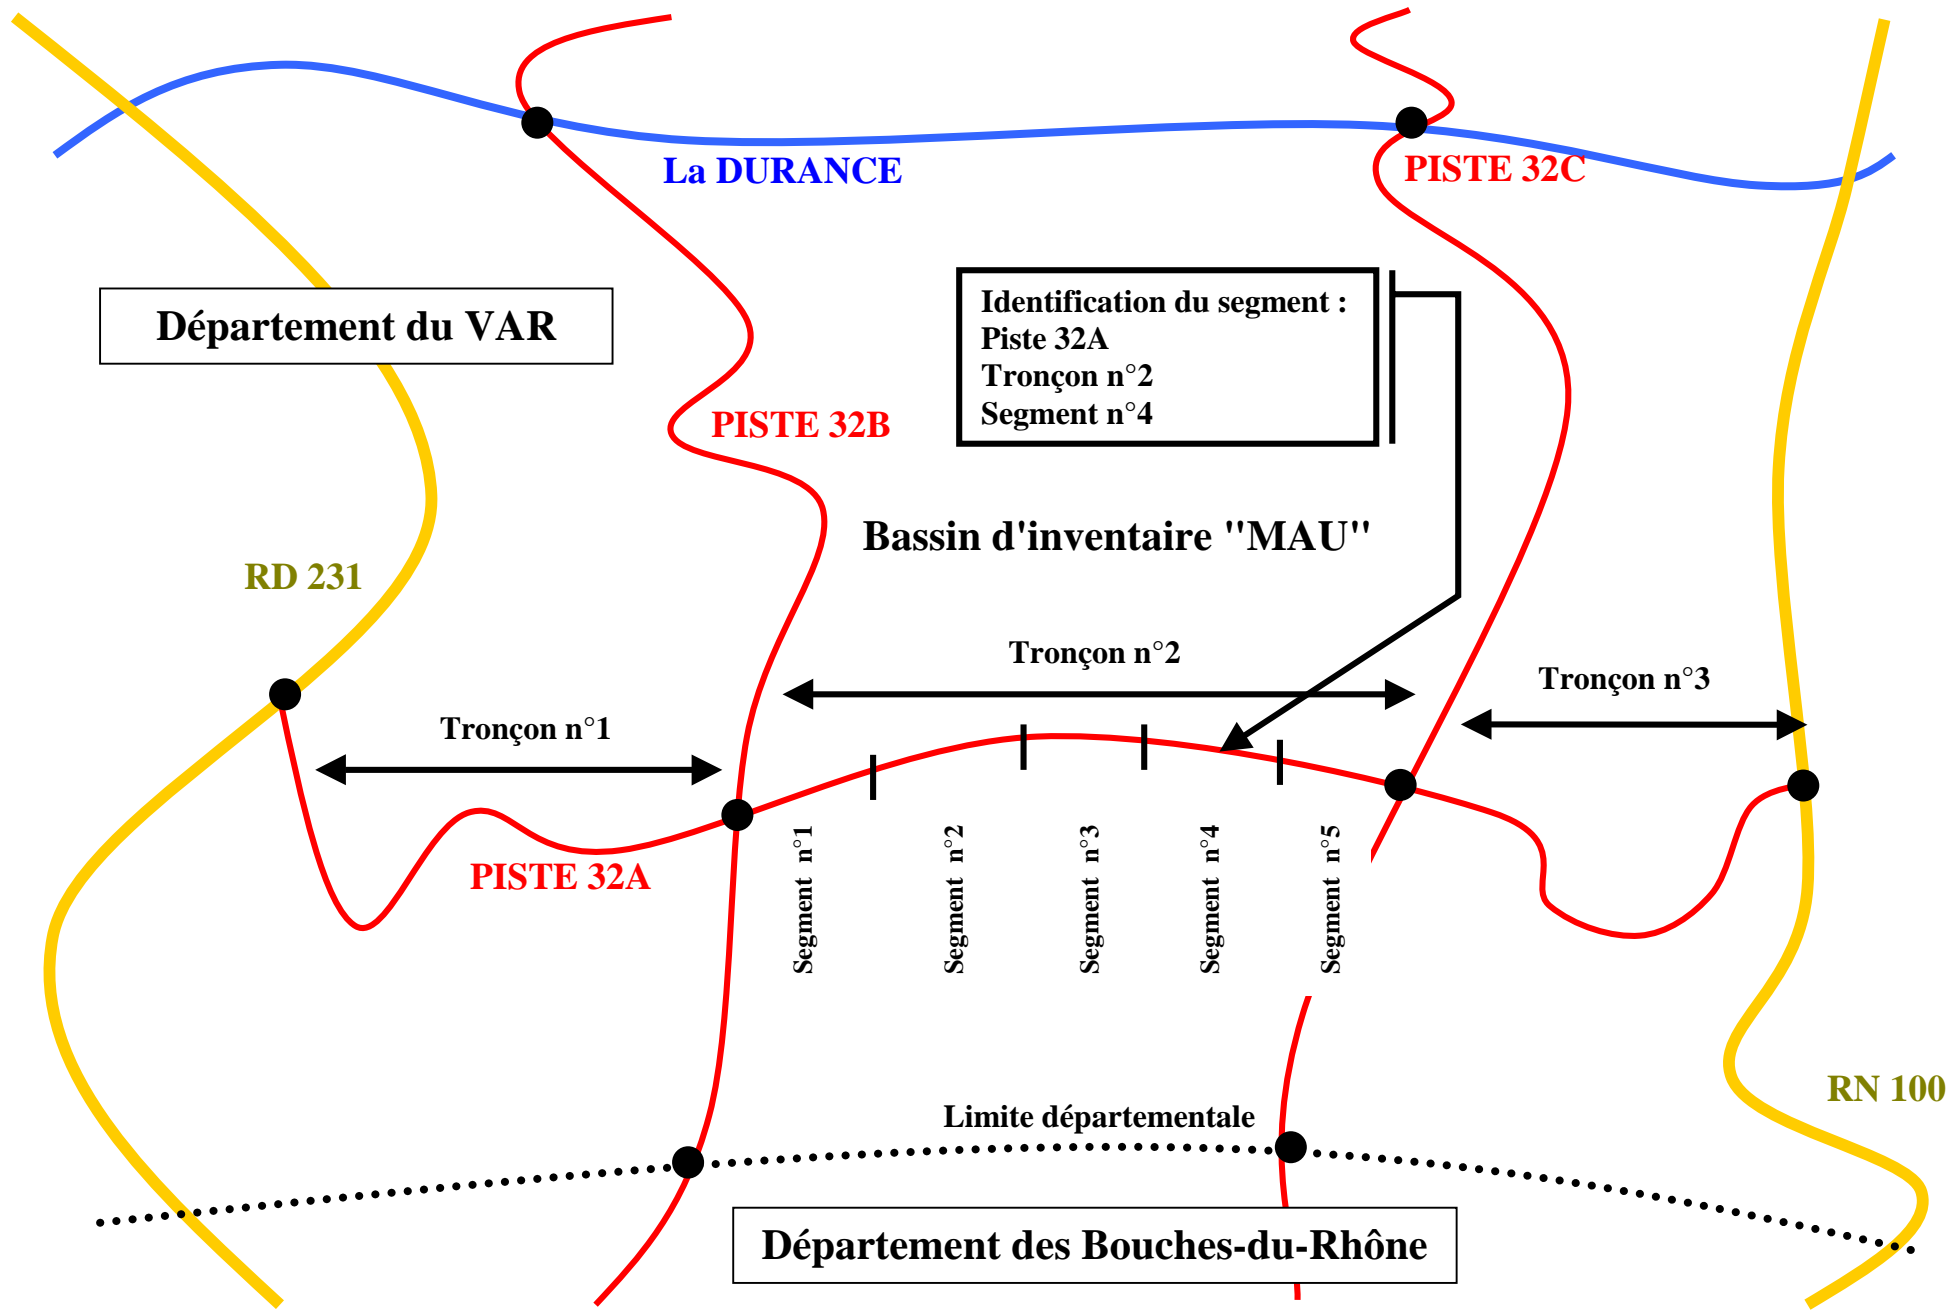 La DURANCE
PISTE 32C
Département du VAR
Identification du segment :
Piste 32A
Tronçon n°2
Segment n°4
PISTE 32B
Bassin d'inventaire "MAU"
RD 231
Tronçon n°2
Tronçon n°3
Tronçon n°1
PISTE 32A
Segment n°1
Segment n°2
Segment n°3
Segment n°4
Segment n°5
RN 100
Limite départementale
Département des Bouches-du-Rhône